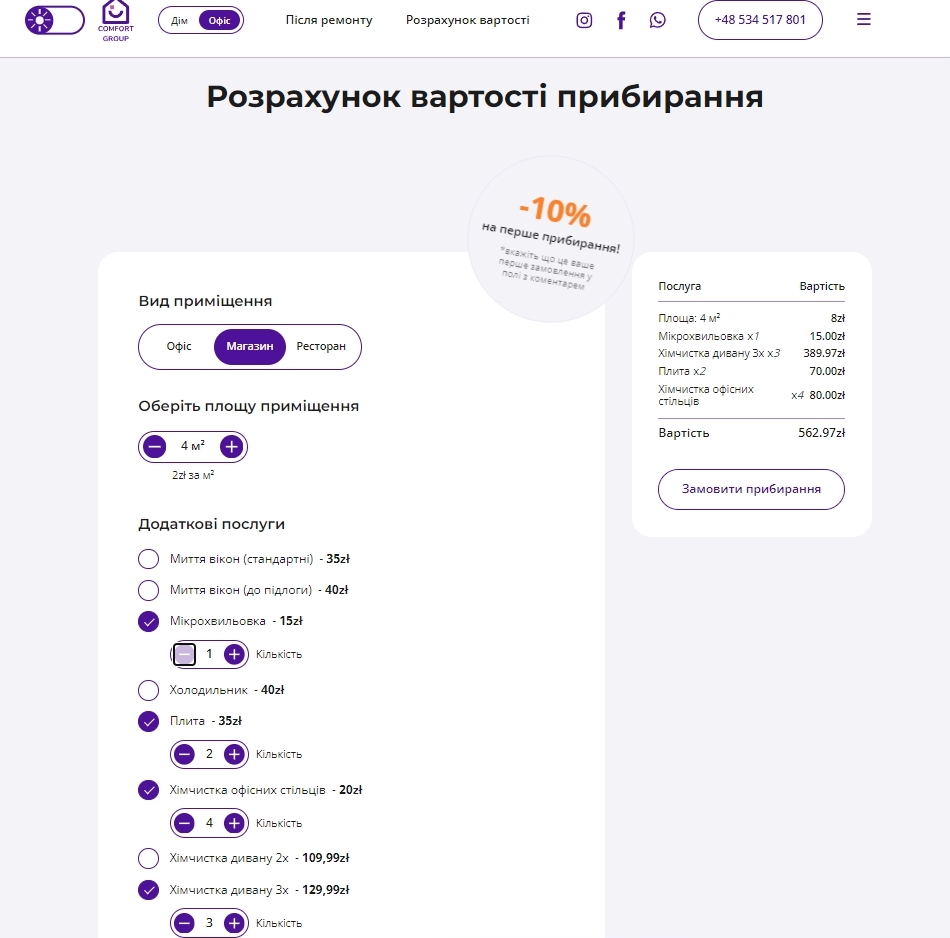 COMFORT
GROUP
Дім Офіс
Після ремонту
Розрахунок вартості
+48 534 517 801
Розрахунок вартості прибирання
-10%
на перше прибирання!
*вкажіть що це ваше
перше замовлення у
полі з коментарем
Вид приміщення
Офіс Магазин Ресторан
Оберіть площу приміщення
4 м²
2zł за м²
Додаткові послуги
Миття вікон (стандартні) - 35zł
Миття вікон (до підлоги) - 40zł
Мікрохвильовка - 15zł
1 Кількість
Холодильник - 40zł
Плита - 35zł
2 Кількість
Хімчистка офісних стільців - 20zł
4 Кількість
Хімчистка дивану 2х - 109,99zł
Хімчистка дивану 3х - 129,99zł
3 Кількість
Послуга Вартість
Площа: 4 м² 8zł
Мікрохвильовка x1 15.00zł
Хімчистка дивану 3х x3 389.97zł
Плита x2 70.00zł
Хімчистка офісних
стільців x4 80.00zł
Вартість 562.97zł
Замовити прибирання